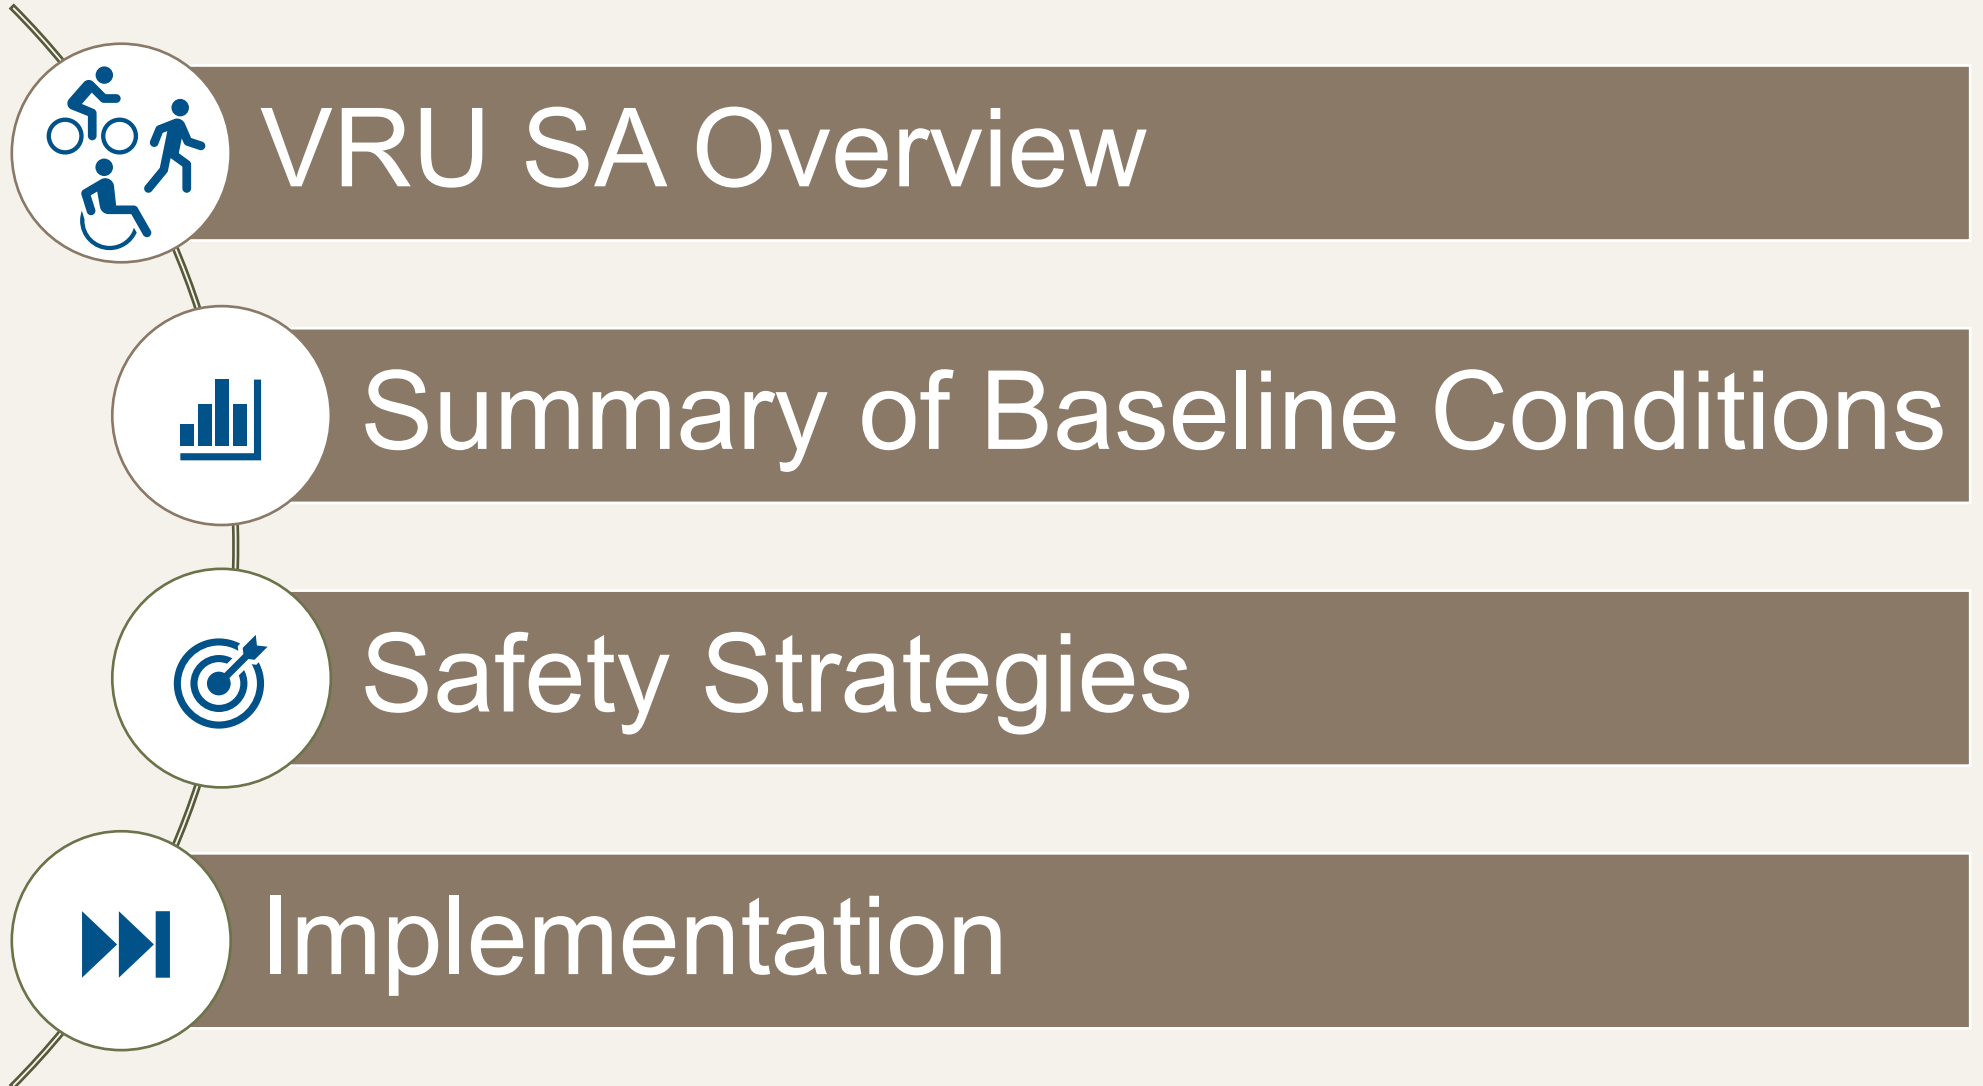 VRU SA Overview
Summary of Baseline Conditions
Safety Strategies
Implementation